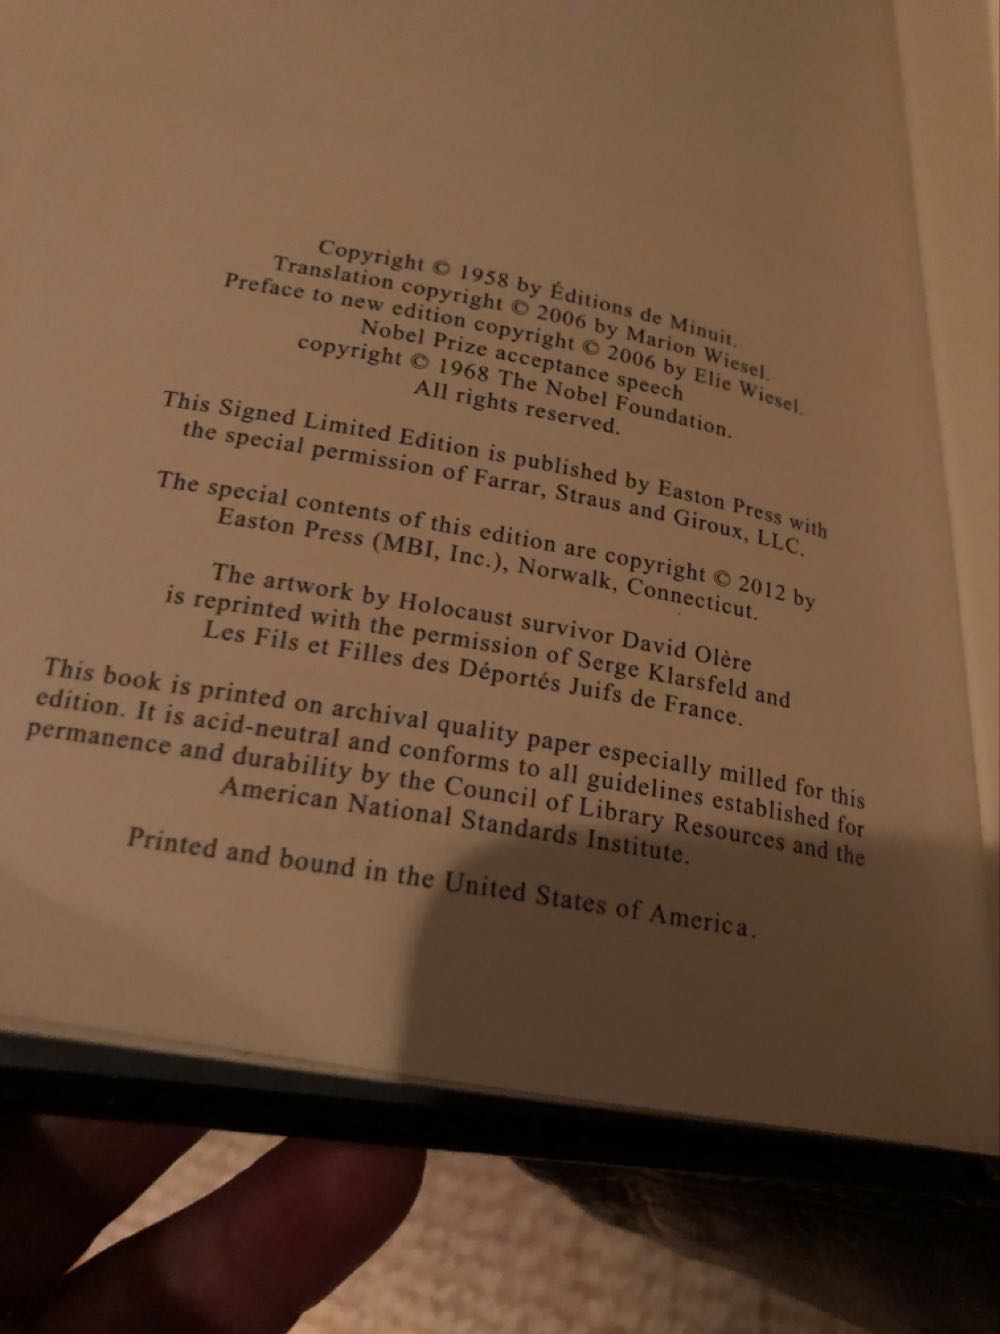 Copyright © 1958 by Éditions de Minuit.
Translation copyright © 2006 by Marion Wiesel.
Preface to new edition copyright © 2006 by Elie Wiesel.
Nobel Prize acceptance speech
copyright © 1968 The Nobel Foundation.
All rights reserved.
This Signed Limited Edition is published by Easton Press with
the special permission of Farrar, Straus and Giroux, LLC.
The special contents of this edition are copyright © 2012 by
Easton Press (MBI, Inc.), Norwalk, Connecticut.
The artwork by Holocaust survivor David Olère
is reprinted with the permission of Serge Klarsfeld and
Les Fils et Filles des Déportés Juifs de France.
This book is printed on archival quality paper especially milled for this
edition. It is acid-neutral and conforms to all guidelines established for
permanence and durability by the Council of Library Resources and the
American National Standards Institute.
Printed and bound in the United States of America.